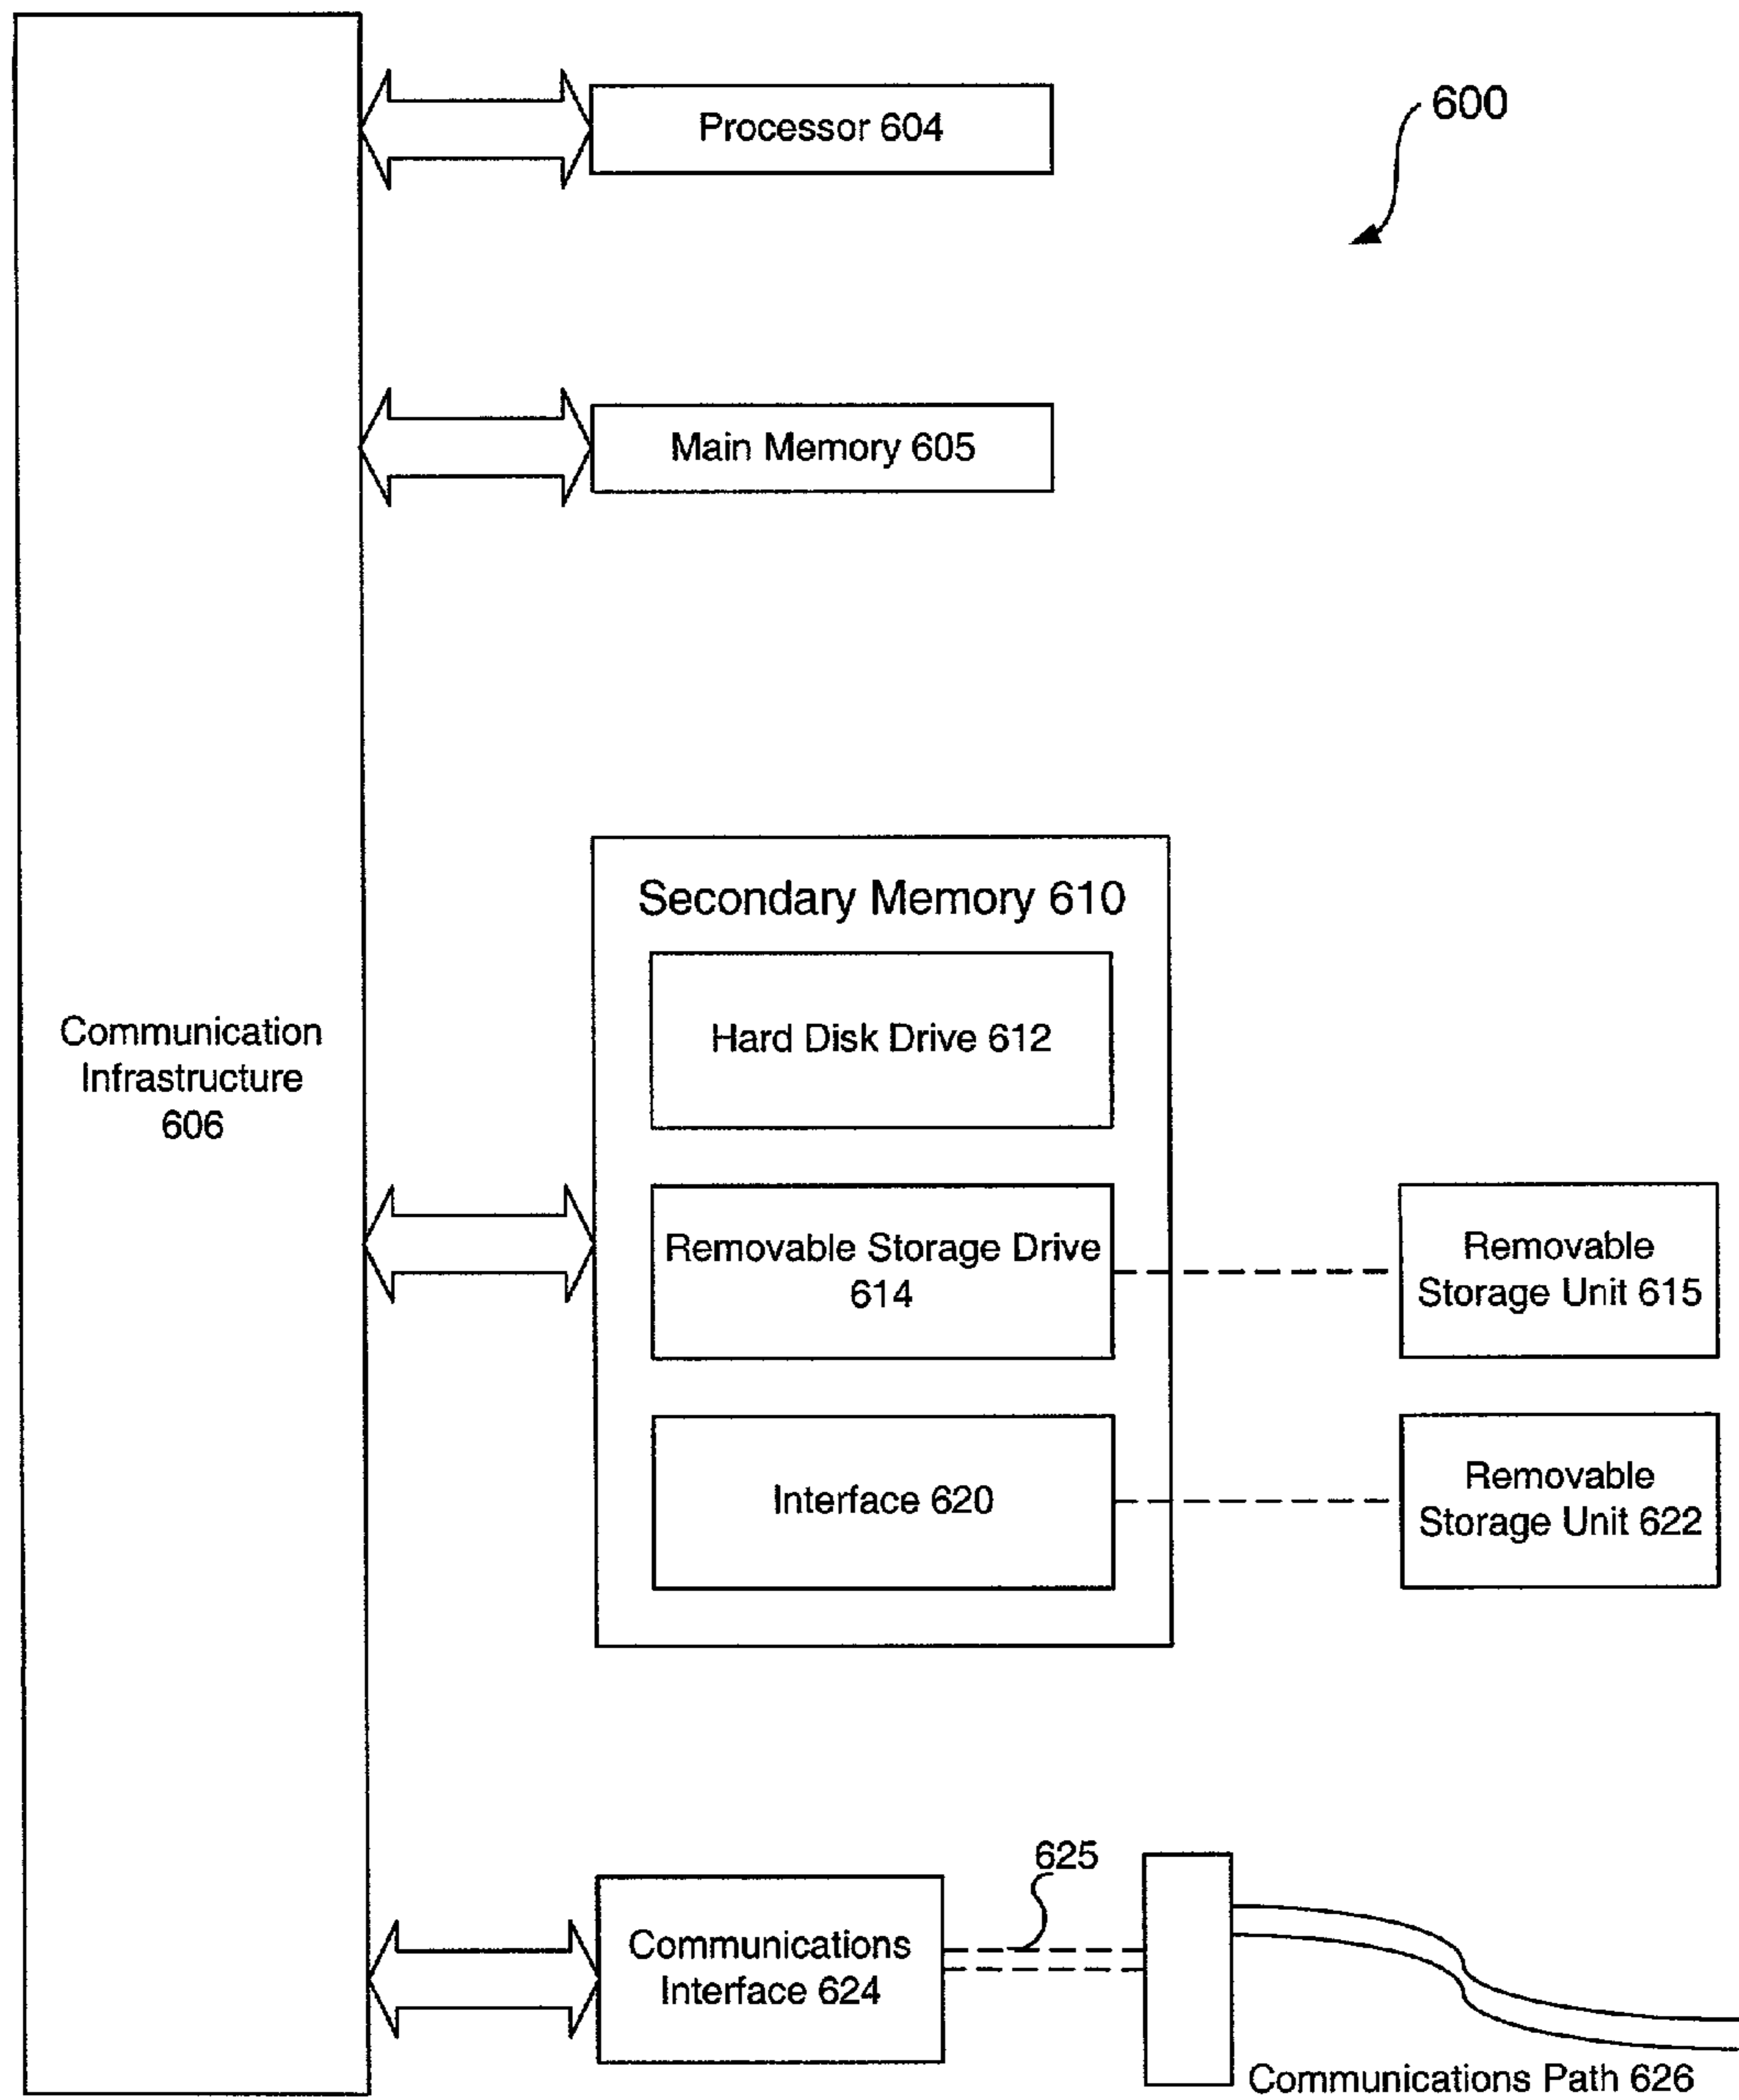 600
Processor 604
Main Memory 605
Communication
Infrastructure
606
Secondary Memory 610
Hard Disk Drive 612
Removable Storage Drive
614
Removable
Storage Unit 615
Interface 620
Removable
Storage Unit 622
625
Communications
Interface 624
Communications Path 626